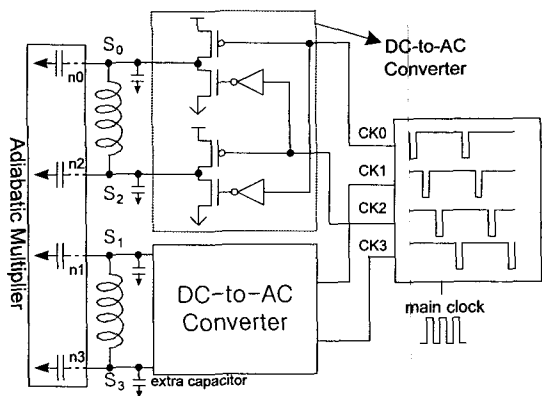 S0
n0
DC-to-AC
Converter
CK0
CK1
CK2
CK3
n2
S2
Adiabatic Multiplier
S1
n1
DC-to-AC
Converter
main clock
n3
S3
extra capacitor